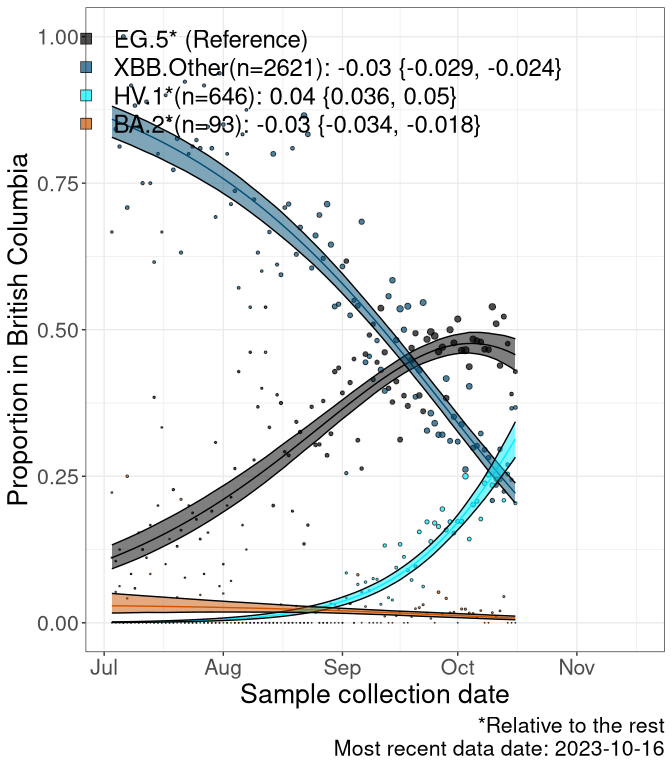 EG.5* (Reference)
XBB.Other(n=2621): -0.03 {-0.029, -0.024}
HV.1*(n=646): 0.04 {0.036, 0.05}
BA.2*(n=93): -0.03 {-0.034, -0.018}
Proportion in British Columbia
1.00
0.75
0.50
0.25
0.00
Jul Aug Sep Oct Nov
Sample collection date
*Relative to the rest
Most recent data date: 2023-10-16